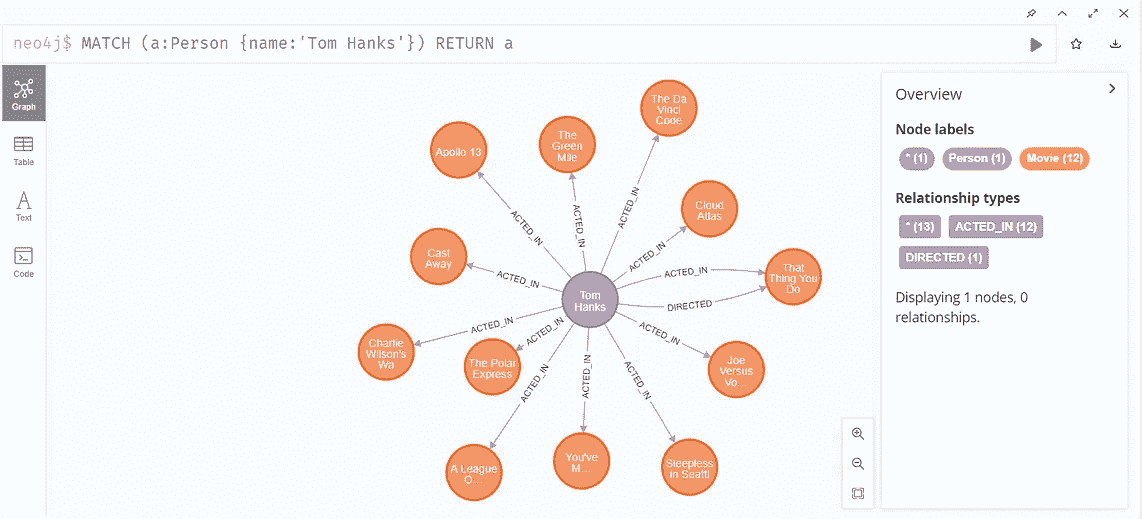 neo4j$ MATCH (a:Person {name:'Tom Hanks'}) RETURN a
Graph
Table
Text
Code
The Da
Vinci
Code
The
Green
Mile
Apollo 13
Cloud
Atlas
Cast
Away
That
Thing You
Do
Tom
Hanks
Charlie
Wilson's
Wa
The Polar
Express
Joe
Versus
Vo...
A League
O...
You've
M...
Sleepless
in Seattl
ACTED_IN
ACTED_IN
ACTED_IN
ACTED_IN
ACTED_IN
ACTED_IN
DIRECTED
ACTED_IN
ACTED_IN
ACTED_IN
ACTED_IN
ACTED_IN
ACTED_IN
Overview
Node labels
* (1) Person (1) Movie (12)
Relationship types
* (13) ACTED_IN (12)
DIRECTED (1)
Displaying 1 nodes, 0
relationships.